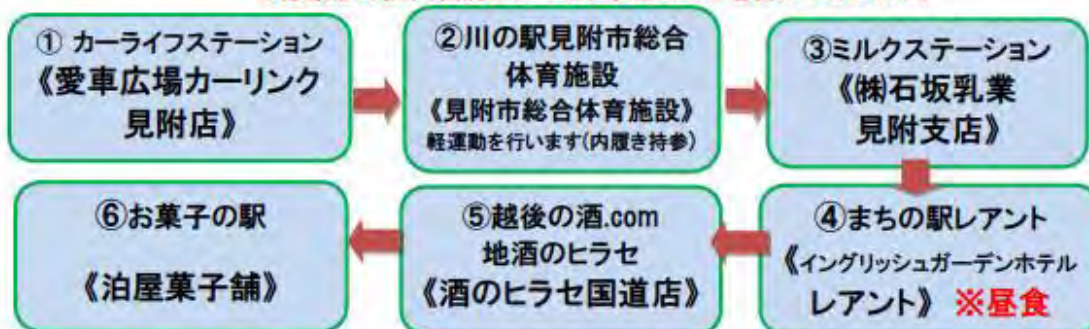 ① カーライフステーション
《愛車広場カーリンク
見附店》
②川の駅見附市総合
体育施設
《見附市総合体育施設》
軽運動を行います(内履き持参)
③ミルクステーション
《㈱石坂乳業
見附支店》
④まちの駅レアント
《イングリッシュガーデンホテル
レアント》 ※昼食
⑤越後の酒.com
地酒のヒラセ
《酒のヒラセ国道店》
⑥お菓子の駅
《泊屋菓子舗》